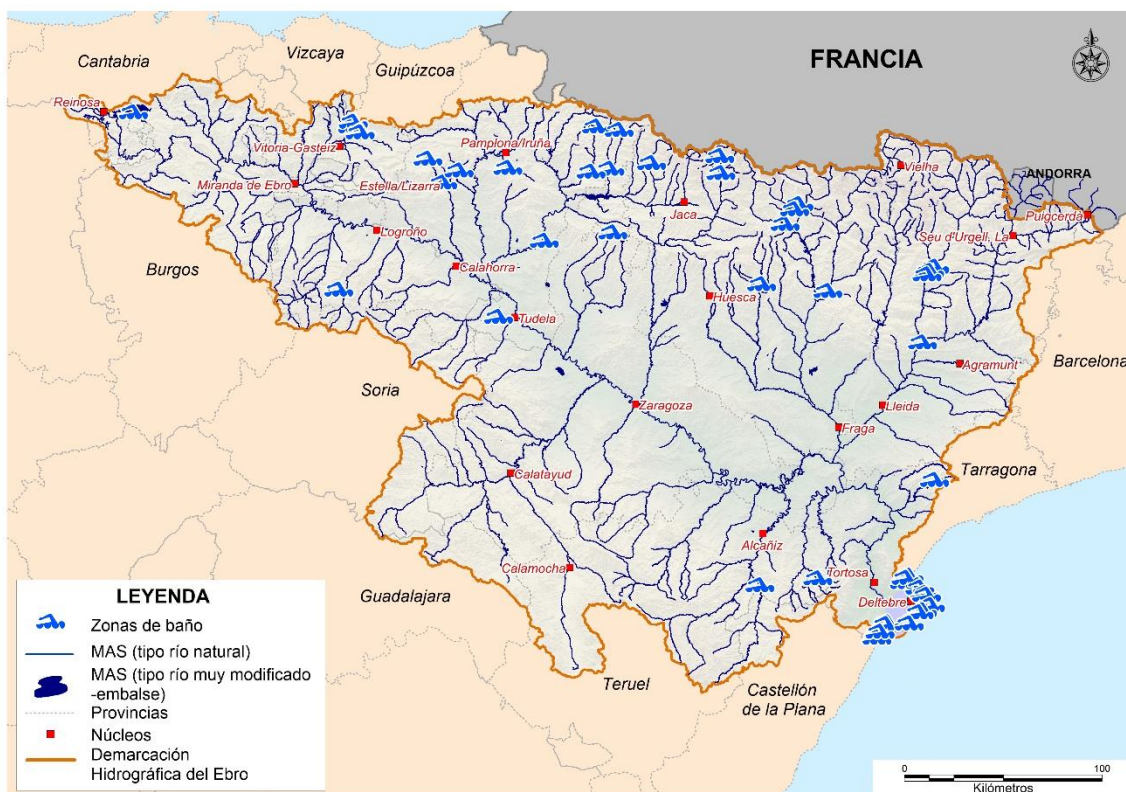 Cantabria
Vizcaya
Guipúzcoa
FRANCIA
Reinosa
Vitoria-Gasteiz
Pamplona/Iruña
Vielha
ANDORRA
Miranda de Ebro
Estella/Lizarra
Jaca
Puigcerdà
Seu d'Urgell, La
Logroño
Burgos
Calahorra
Huesca
Tudela
Barcelona
Agramunt
Soria
Zaragoza
Lleida
Fraga
Tarragona
Calatayud
Alcañiz
Calamocha
Tortosa
Deltebre
Guadalajara
Teruel
Castellón
de la Plana
LEYENDA
Zonas de baño
MAS (tipo río natural)
MAS (tipo río muy modificado
-embalse)
Provincias
Núcleos
Demarcación
Hidrográfica del Ebro
0 100
Kilómetros